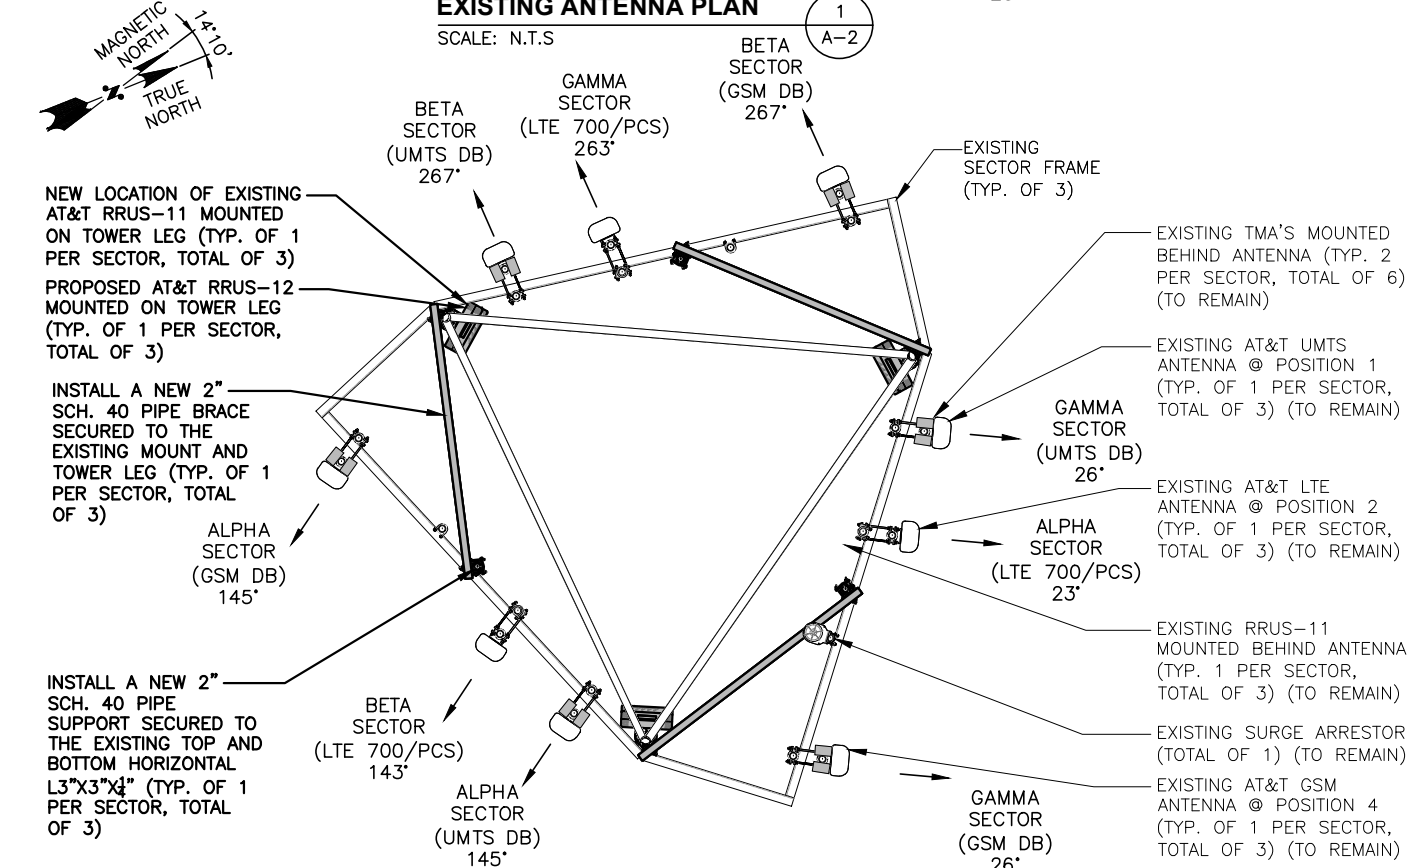 EXISTING ANTENNA PLAN
SCALE: N.T.S
1
A-2
MAGNETIC
NORTH
14°10'
N
TRUE
NORTH
BETA
SECTOR
(GSM DB)
267°
GAMMA
SECTOR
(LTE 700/PCS)
263°
BETA
SECTOR
(UMTS DB)
267°
EXISTING
SECTOR FRAME
(TYP. OF 3)
NEW LOCATION OF EXISTING
AT&T RRUS-11 MOUNTED
ON TOWER LEG (TYP. OF 1
PER SECTOR, TOTAL OF 3)
PROPOSED AT&T RRUS-12
MOUNTED ON TOWER LEG
(TYP. OF 1 PER SECTOR,
TOTAL OF 3)
INSTALL A NEW 2"
SCH. 40 PIPE BRACE
SECURED TO THE
EXISTING MOUNT AND
TOWER LEG (TYP. OF 1
PER SECTOR, TOTAL
OF 3)
ALPHA
SECTOR
(GSM DB)
145°
INSTALL A NEW 2"
SCH. 40 PIPE
SUPPORT SECURED TO
THE EXISTING TOP AND
BOTTOM HORIZONTAL
L3"X3"X¼" (TYP. OF 1
PER SECTOR, TOTAL
OF 3)
BETA
SECTOR
(LTE 700/PCS)
143°
ALPHA
SECTOR
(UMTS DB)
145°
EXISTING TMA'S MOUNTED
BEHIND ANTENNA (TYP. 2
PER SECTOR, TOTAL OF 6)
(TO REMAIN)
EXISTING AT&T UMTS
ANTENNA @ POSITION 1
(TYP. OF 1 PER SECTOR,
TOTAL OF 3) (TO REMAIN)
GAMMA
SECTOR
(UMTS DB)
26°
EXISTING AT&T LTE
ANTENNA @ POSITION 2
(TYP. OF 1 PER SECTOR,
TOTAL OF 3) (TO REMAIN)
ALPHA
SECTOR
(LTE 700/PCS)
23°
EXISTING RRUS-11
MOUNTED BEHIND ANTENNA
(TYP. 1 PER SECTOR,
TOTAL OF 3) (TO REMAIN)
EXISTING SURGE ARRESTOR
(TOTAL OF 1) (TO REMAIN)
EXISTING AT&T GSM
ANTENNA @ POSITION 4
(TYP. OF 1 PER SECTOR,
TOTAL OF 3) (TO REMAIN)
GAMMA
SECTOR
(GSM DB)
26°